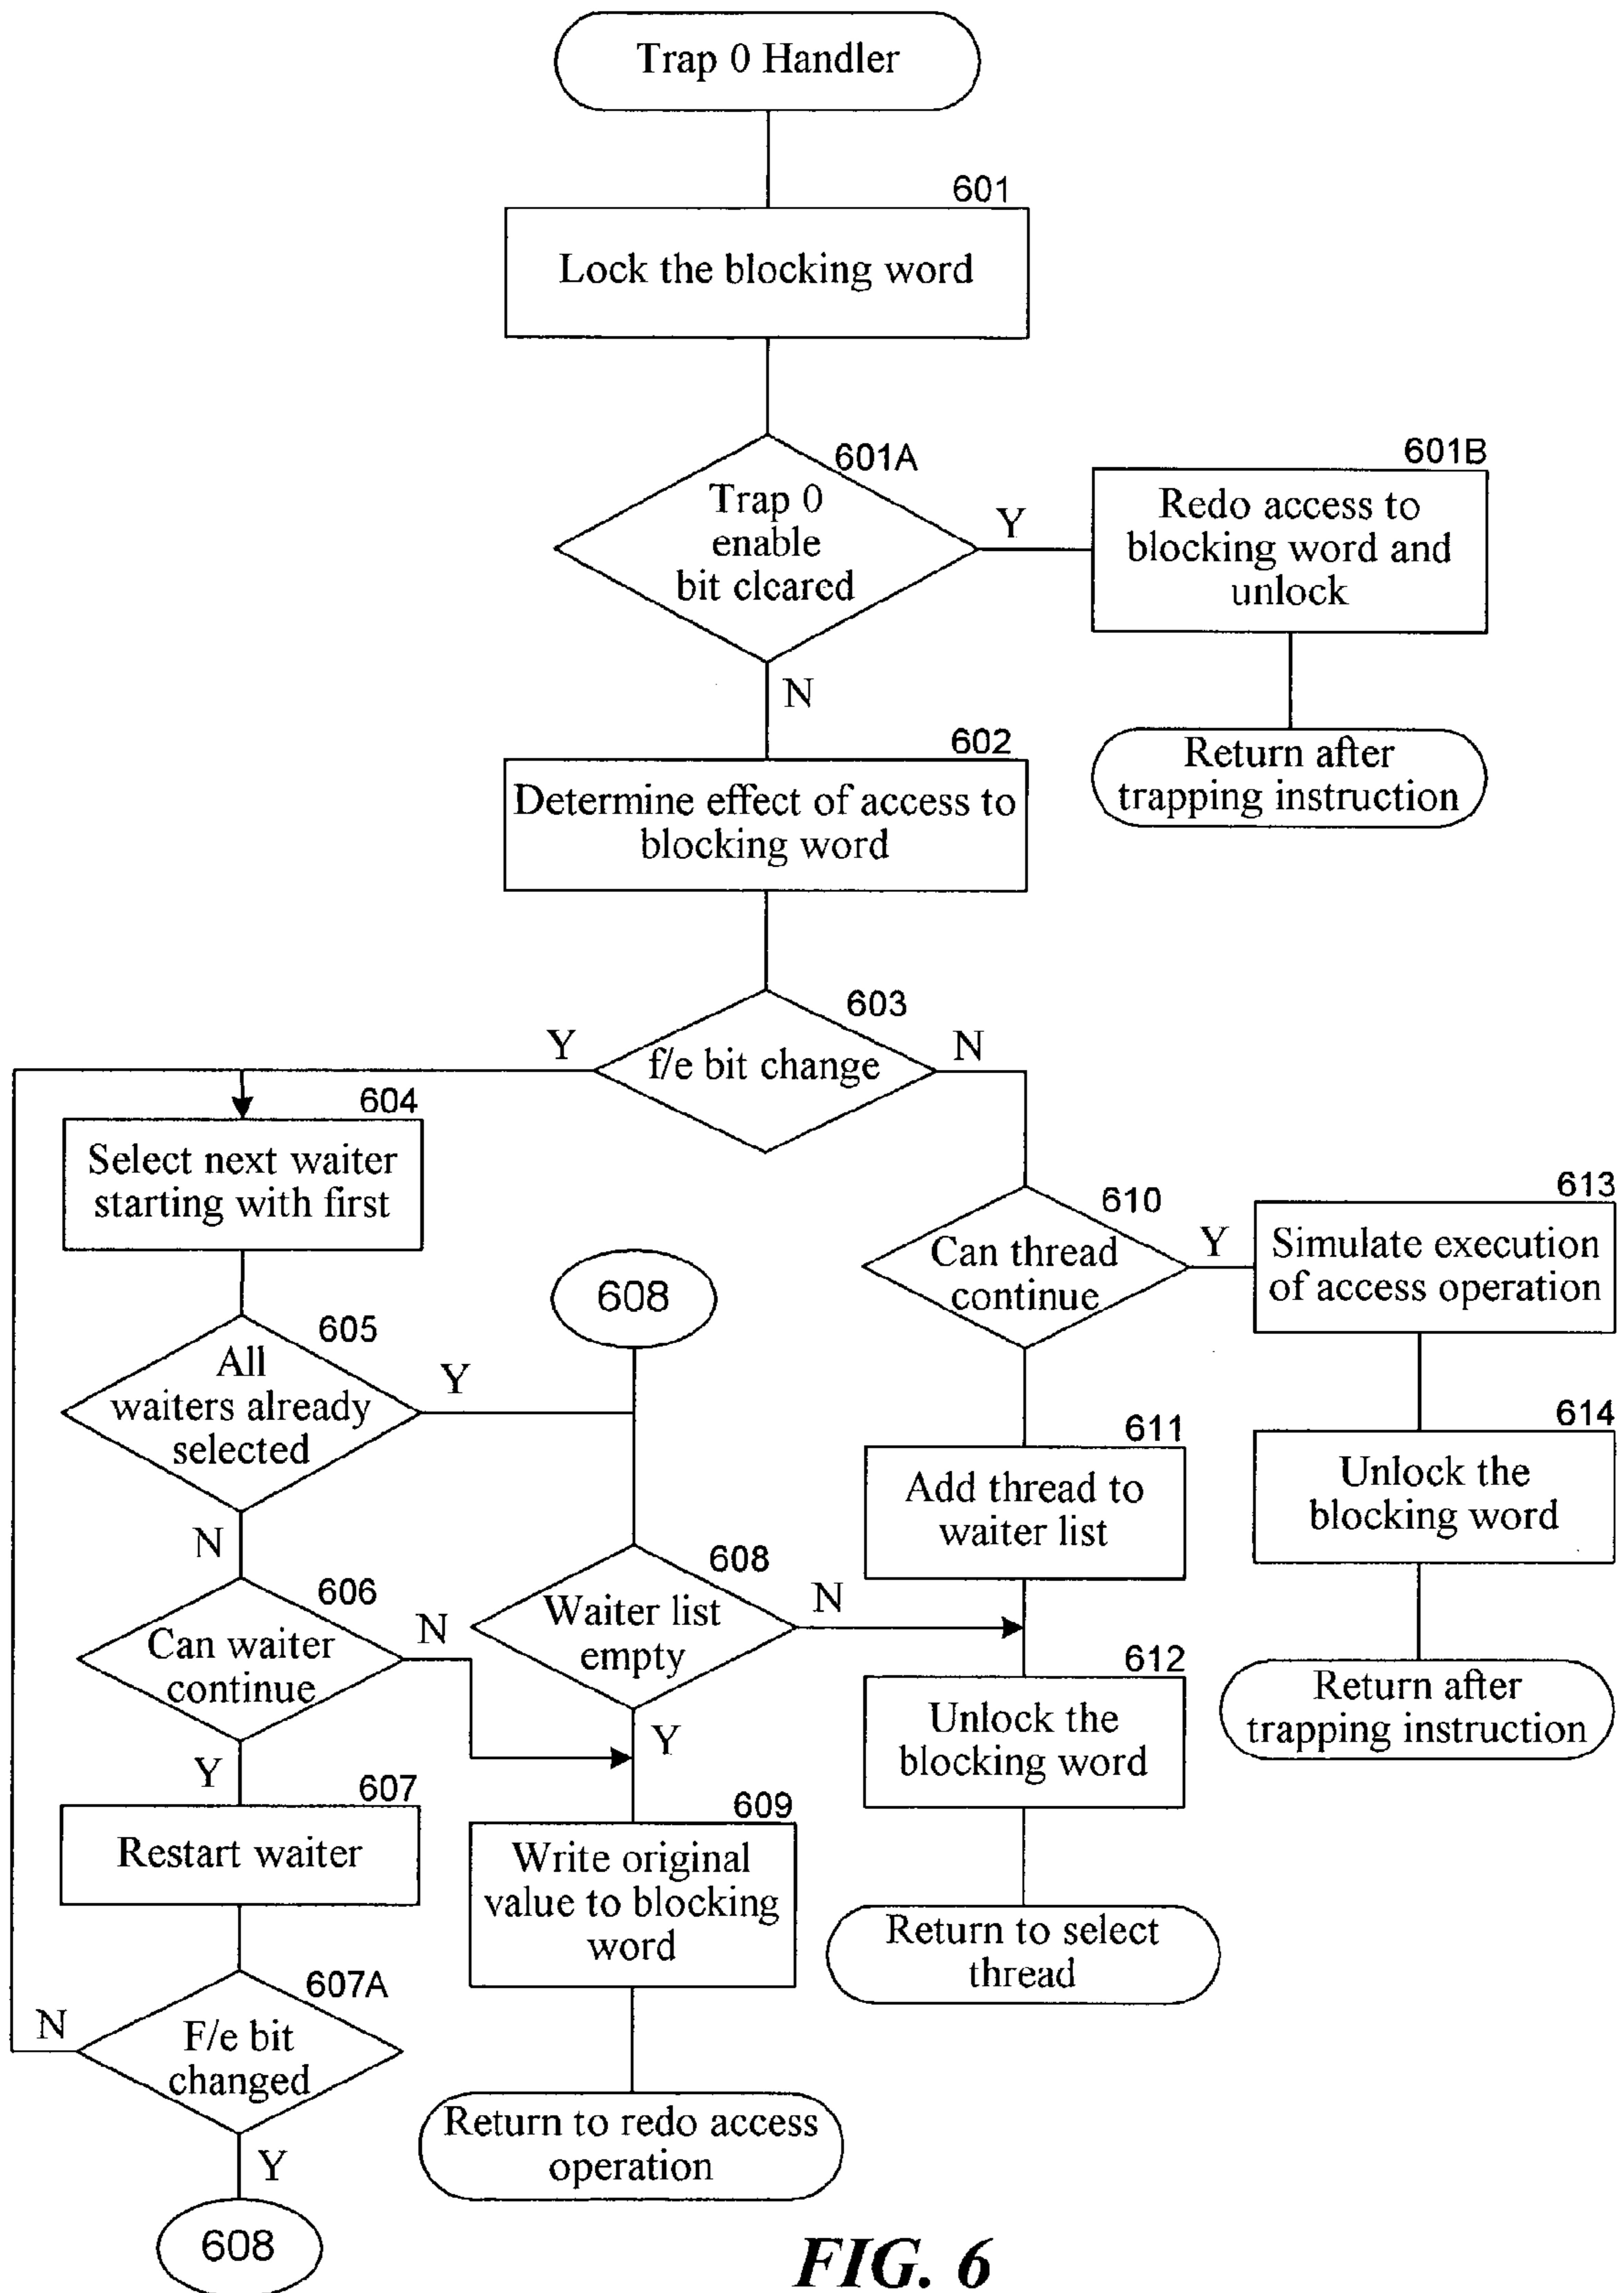 Trap 0 Handler
601
Lock the blocking word
601A
Trap 0
enable
bit cleared
Y
N
601B
Redo access to
blocking word and
unlock
Return after
trapping instruction
602
Determine effect of access to
blocking word
603
f/e bit change
Y
N
604
Select next waiter
starting with first
605
All
waiters already
selected
Y
N
606
Can waiter
continue
N
Y
607
Restart waiter
607A
F/e bit
changed
N
Y
608
608
608
Waiter list
empty
N
Y
609
Write original
value to blocking
word
Return to redo access
operation
610
Can thread
continue
Y
611
Add thread to
waiter list
612
Unlock the
blocking word
Return to select
thread
613
Simulate execution
of access operation
614
Unlock the
blocking word
Return after
trapping instruction
FIG. 6